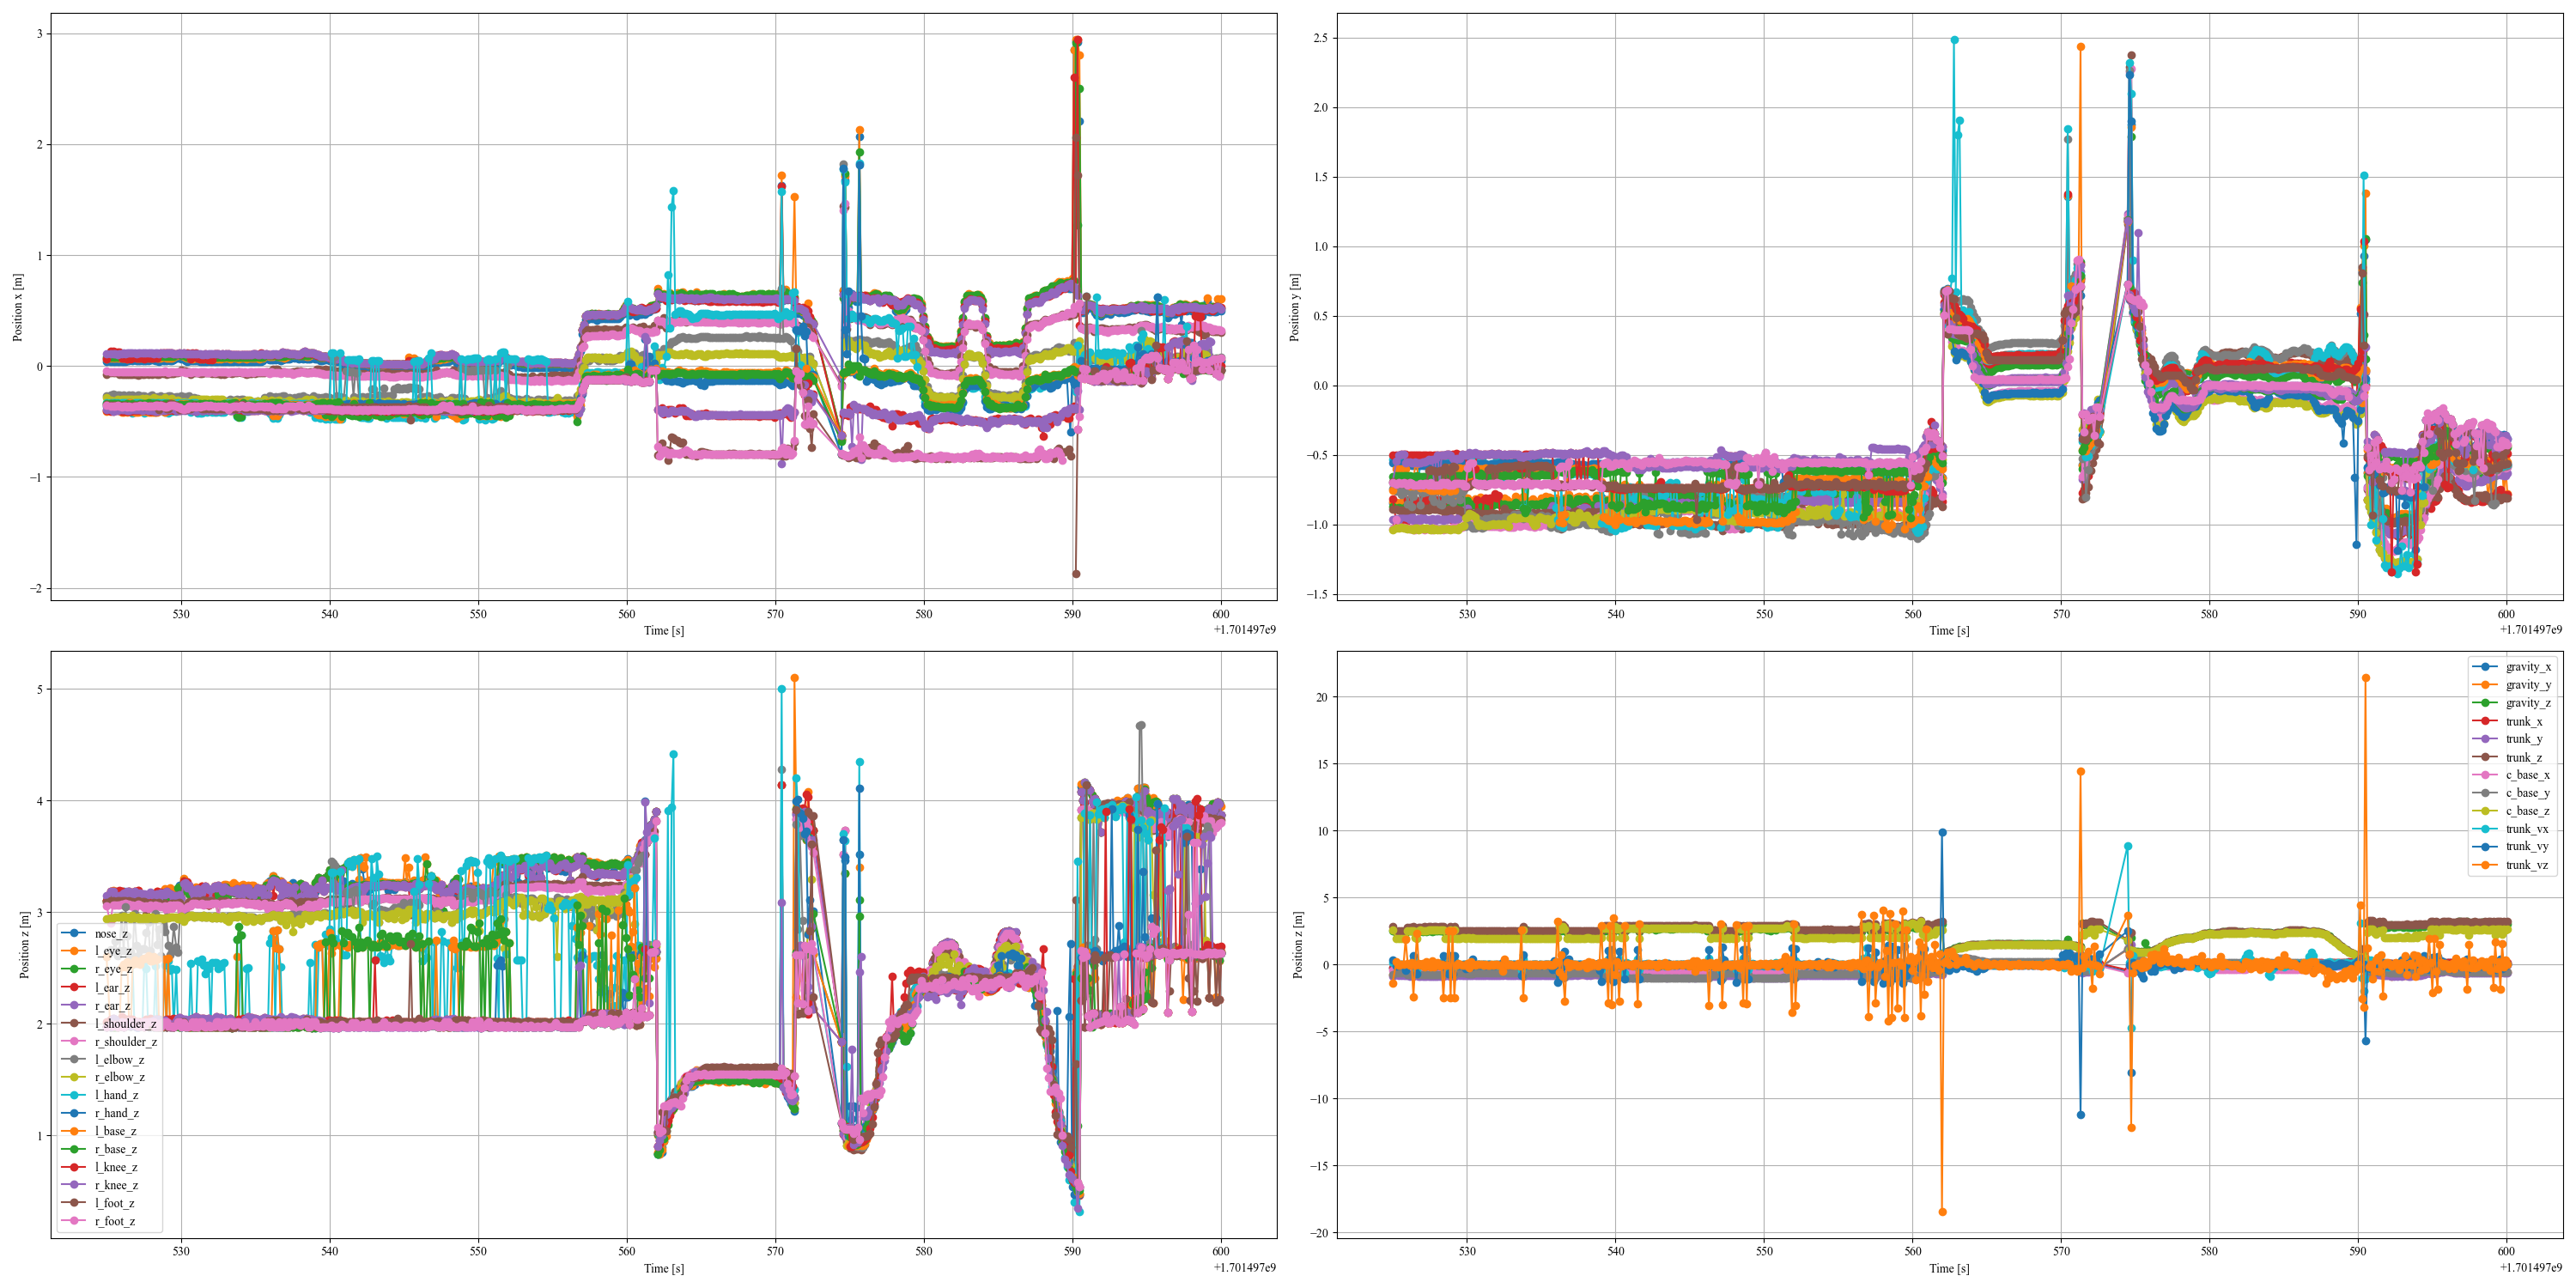 3
2
1
0
−1
−2
Position x [m]
530 540 550 560 570 580 590 600
Time [s]
+1.701497e9
2.5
2.0
1.5
1.0
0.5
0.0
−0.5
−1.0
−1.5
Position y [m]
530 540 550 560 570 580 590 600
Time [s]
+1.701497e9
5
4
3
2
1
Position z [m]
nose_z
l_eye_z
r_eye_z
l_ear_z
r_ear_z
l_shoulder_z
r_shoulder_z
l_elbow_z
r_elbow_z
l_hand_z
r_hand_z
l_base_z
r_base_z
l_knee_z
r_knee_z
l_foot_z
r_foot_z
530 540 550 560 570 580 590 600
Time [s]
+1.701497e9
20
15
10
5
0
−5
−10
−15
−20
Position z [m]
gravity_x
gravity_y
gravity_z
trunk_x
trunk_y
trunk_z
c_base_x
c_base_y
c_base_z
trunk_vx
trunk_vy
trunk_vz
530 540 550 560 570 580 590 600
Time [s]
+1.701497e9